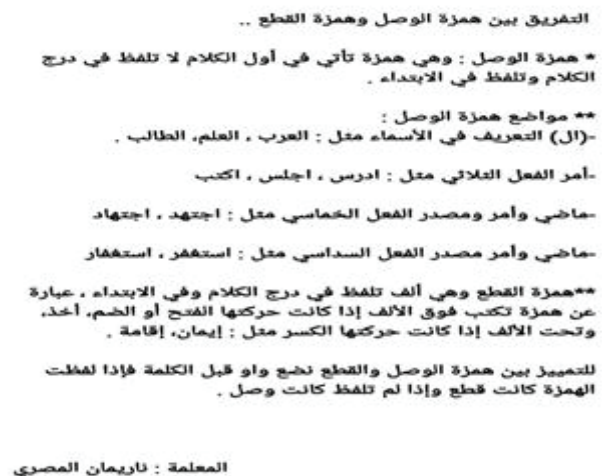 التفريق بين همزة الوصل وهمزة القطع ..
* همزة الوصل : وهي همزة تأتي في أول الكلام لا تلفظ في درج
الكلام وتلفظ في الابتداء .
** مواضع همزة الوصل :
-(ال) التعريف في الأسماء مثل : العرب ، العلم، الطالب .
-أمر الفعل الثلاثي مثل : ادرس ، اجلس ، اكتب
-ماضي وأمر ومصدر الفعل الخماسي مثل : اجتهد ، اجتهاد
-ماضي وأمر مصدر الفعل السداسي مثل : استغفر ، استغفار
**همزة القطع وهي ألف تلفظ في درج الكلام وفي الابتداء ، عبارة
عن همزة تكتب فوق الألف إذا كانت حركتها الفتح أو الضم، أخذ،
وتحت الألف إذا كانت حركتها الكسر مثل : إيمان، إقامة .
للتمييز بين همزة الوصل والقطع نضع واو قبل الكلمة فإذا لفظت
الهمزة كانت قطع وإذا لم تلفظ كانت وصل .
المعلمة : ناريمان المصري